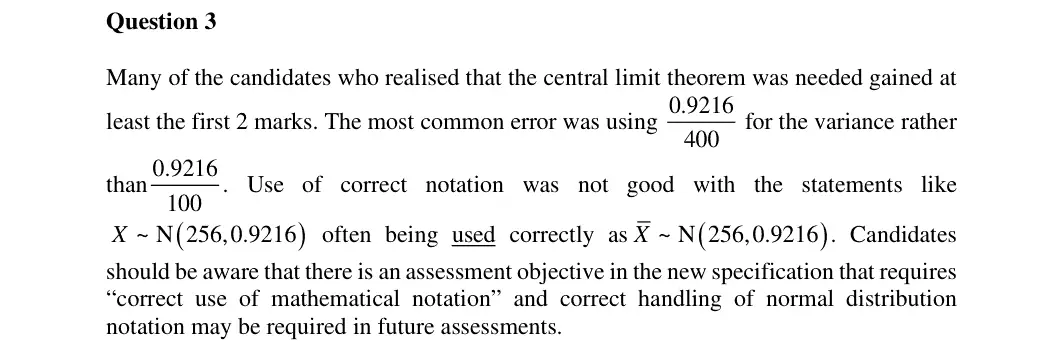 Question 3
Many of the candidates who realised that the central limit theorem was needed gained at
least the first 2 marks. The most common error was using 0.9216/400 for the variance rather
than 0.9216/100. Use of correct notation was not good with the statements like
X ~ N(256,0.9216) often being used correctly as X̅ ~ N(256,0.9216). Candidates
should be aware that there is an assessment objective in the new specification that requires
“correct use of mathematical notation” and correct handling of normal distribution
notation may be required in future assessments.